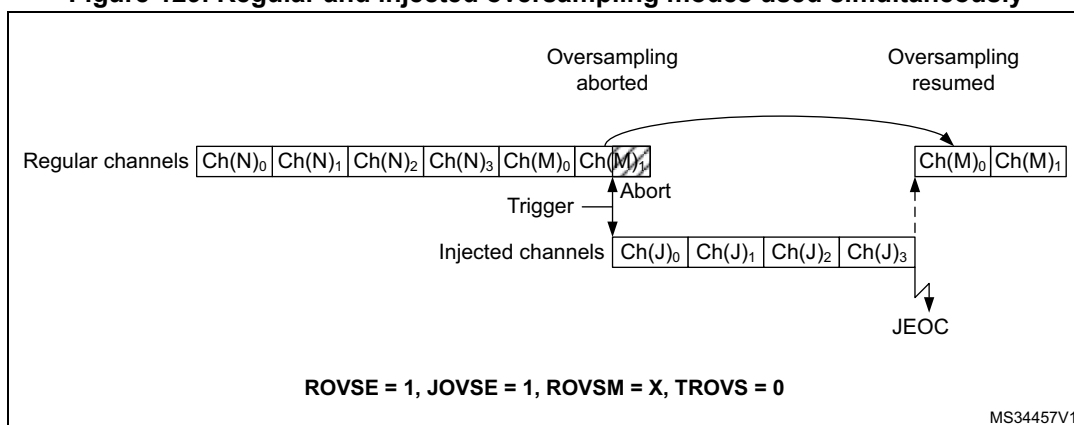 Figure 129. Regular and injected oversampling modes used simultaneously
Oversampling aborted
Oversampling resumed
Regular channels Ch(N)0 Ch(N)1 Ch(N)2 Ch(N)3 Ch(M)0 Ch(M)1 Ch(M)0 Ch(M)1
Abort
Trigger
Injected channels Ch(J)0 Ch(J)1 Ch(J)2 Ch(J)3
JEOC
ROVSE = 1, JOVSE = 1, ROVSM = X, TROVS = 0
MS34457V1